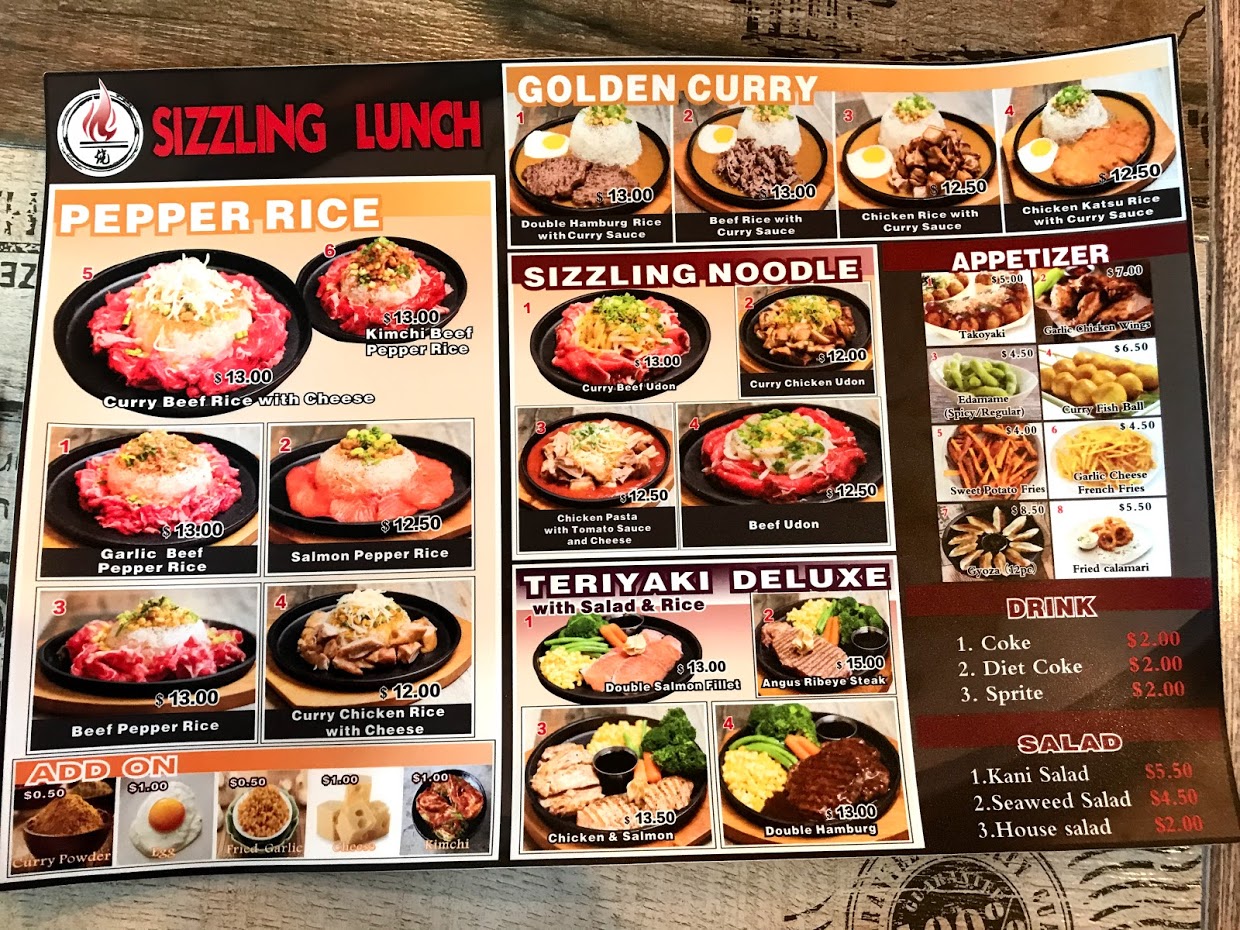 SIZZLING LUNCH
烧
PEPPER RICE
5
$13.00
Curry Beef Rice with Cheese
6
$13.00
Kimchi Beef
Pepper Rice
1
$13.00
Garlic Beef
Pepper Rice
2
$12.50
Salmon Pepper Rice
3
$13.00
Beef Pepper Rice
4
$12.00
Curry Chicken Rice
with Cheese
ADD ON
$0.50
Curry Powder
$1.00
Egg
$0.50
Fried Garlic
$1.00
Cheese
$1.00
Kimchi
GOLDEN CURRY
1
$13.00
Double Hamburg Rice
with Curry Sauce
2
$13.00
Beef Rice with
Curry Sauce
3
$12.50
Chicken Rice with
Curry Sauce
4
$12.50
Chicken Katsu Rice
with Curry Sauce
SIZZLING NOODLE
1
$13.00
Curry Beef Udon
2
$12.00
Curry Chicken Udon
3
$12.50
Chicken Pasta
with Tomato Sauce
and Cheese
4
$12.50
Beef Udon
TERIYAKI DELUXE
with Salad & Rice
1
$13.00
Double Salmon Fillet
2
$15.00
Angus Ribeye Steak
3
$13.50
Chicken & Salmon
4
$13.00
Double Hamburg
APPETIZER
1
$5.00
Takoyaki
2
$7.00
Garlic Chicken Wings
3
$4.50
Edamame
(Spicy/Regular)
4
$6.50
Curry Fish Ball
5
$4.00
Sweet Potato Fries
6
$4.50
Garlic Cheese
French Fries
7
$8.50
Gyoza (12pc)
8
$5.50
Fried calamari
DRINK
1. Coke $2.00
2. Diet Coke $2.00
3. Sprite $2.00
SALAD
1.Kani Salad $5.50
2.Seaweed Salad $4.50
3.House salad $2.00